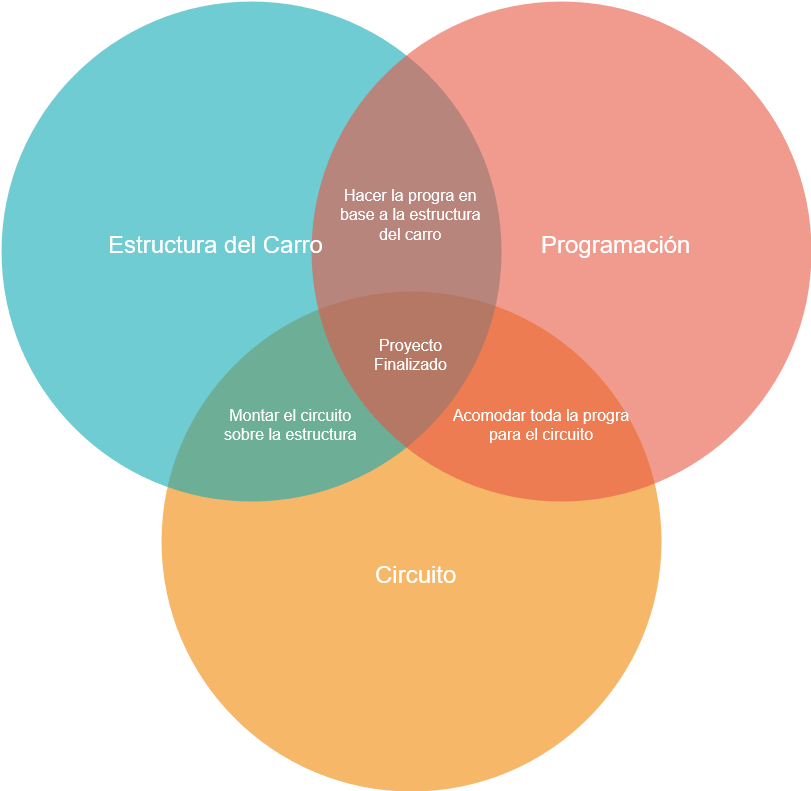 Hacer la progra en
base a la estructura
del carro
Estructura del Carro
Programación
Proyecto
Finalizado
Montar el circuito
sobre la estructura
Acomodar toda la progra
para el circuito
Circuito